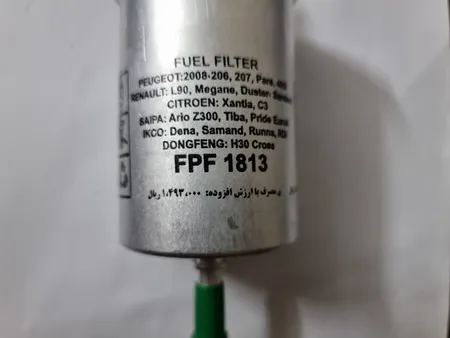 FUEL FILTER
PEUGEOT:2008-206, 207, Pars, 405
RENAULT: L90, Megane, Duster-
CITROEN: Xantia, C3
SAIPA: Ario Z300, Tiba, Pride
IKCO: Dena, Samand, Runna,
DONGFENG: H30 Cross
FPF 1813
مصرف با ارزش افزوده: ۱,۴۹۳,۰۰۰ ریال